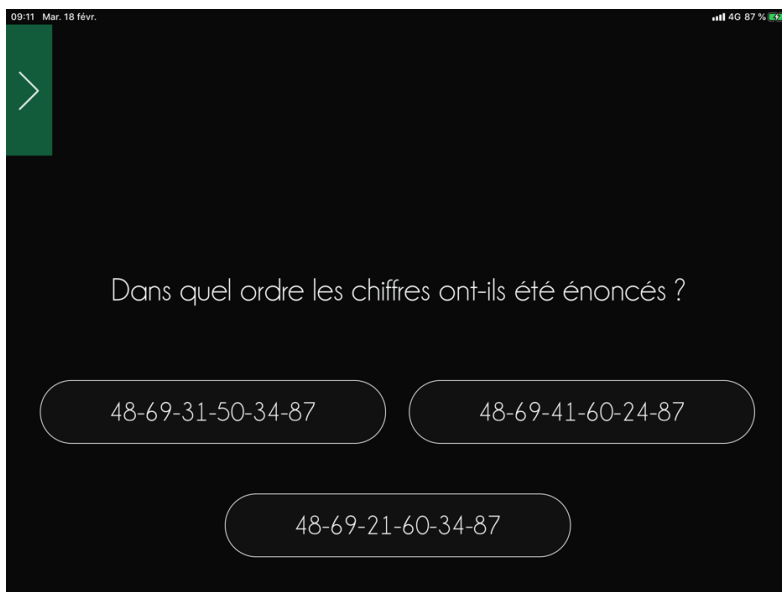 09:11 Mar. 18 févr.
4G 87 %
Dans quel ordre les chiffres ont-ils été énoncés ?
48-69-31-50-34-87
48-69-41-60-24-87
48-69-21-60-34-87